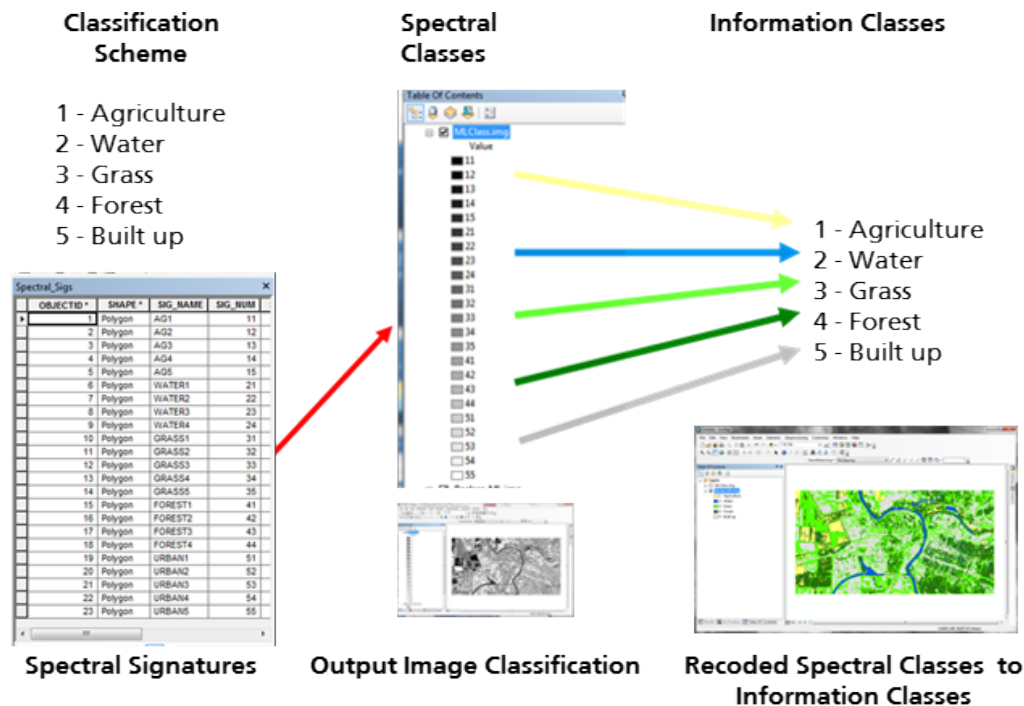 Classification
Scheme
1 - Agriculture
2 - Water
3 - Grass
4 - Forest
5 - Built up
Spectral_Sigs
OBJECTID * SHAPE * SIG_NAME SIG_NUM
1 Polygon AG1 11
2 Polygon AG2 12
3 Polygon AG3 13
4 Polygon AG4 14
5 Polygon AG5 15
6 Polygon WATER1 21
7 Polygon WATER2 22
8 Polygon WATER3 23
9 Polygon WATER4 24
10 Polygon GRASS1 31
11 Polygon GRASS2 32
12 Polygon GRASS3 33
13 Polygon GRASS4 34
14 Polygon GRASS5 35
15 Polygon FOREST1 41
16 Polygon FOREST2 42
17 Polygon FOREST3 43
18 Polygon FOREST4 44
19 Polygon URBAN1 51
20 Polygon URBAN2 52
21 Polygon URBAN3 53
22 Polygon URBAN4 54
23 Polygon URBAN5 55
Spectral Signatures
Spectral
Classes
Table Of Contents
MLClass.img
Value
11
12
13
14
15
21
22
23
24
31
32
33
34
35
41
42
43
44
51
52
53
54
55
Output Image Classification
Information Classes
1 - Agriculture
2 - Water
3 - Grass
4 - Forest
5 - Built up
Recoded Spectral Classes to
Information Classes